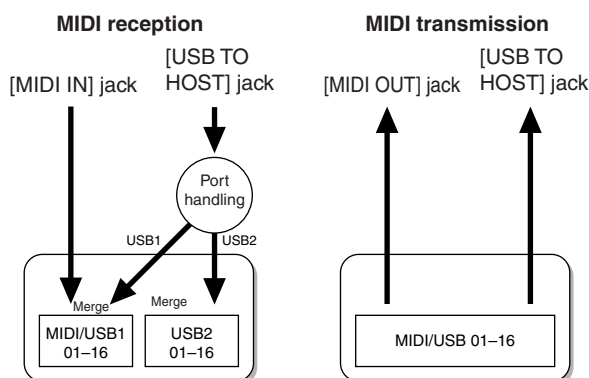 MIDI reception
[MIDI IN] jack
[USB TO
HOST] jack
Port
handling
USB1
USB2
Merge
Merge
MIDI/USB1
01–16
USB2
01–16
MIDI transmission
[MIDI OUT] jack
[USB TO
HOST] jack
MIDI/USB 01–16